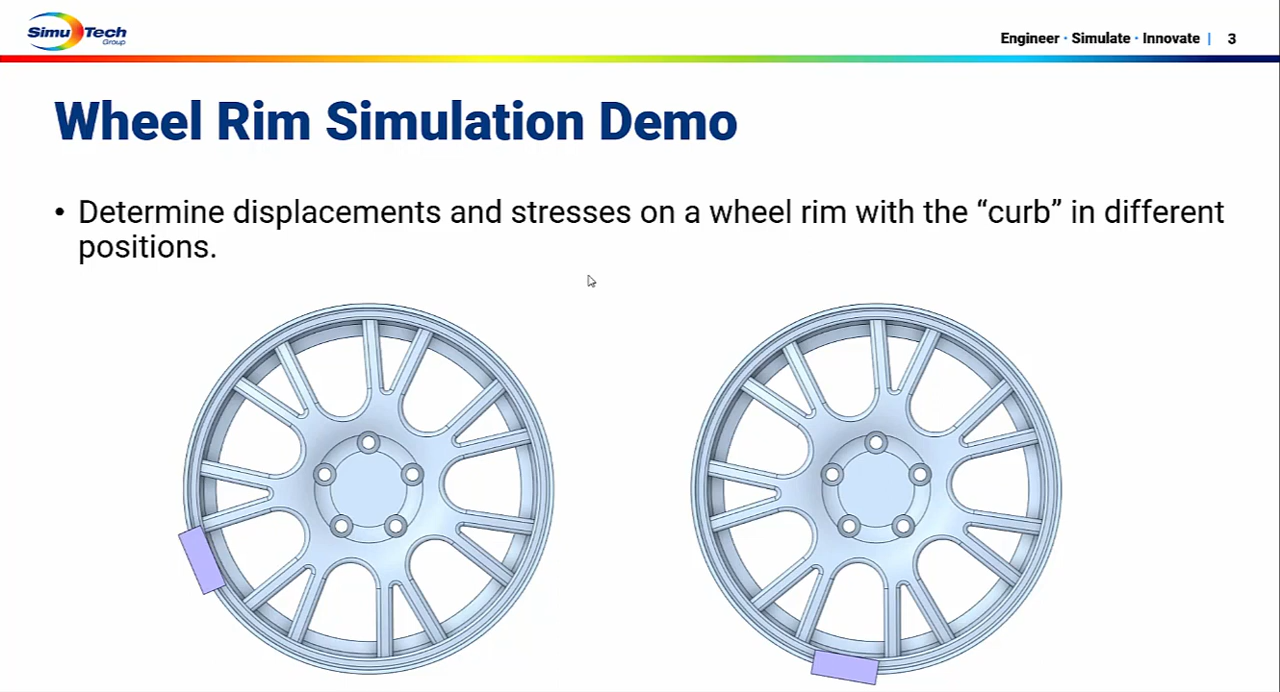 Simu Tech
Group
Engineer · Simulate · Innovate | 3
Wheel Rim Simulation Demo
• Determine displacements and stresses on a wheel rim with the “curb” in different
positions.